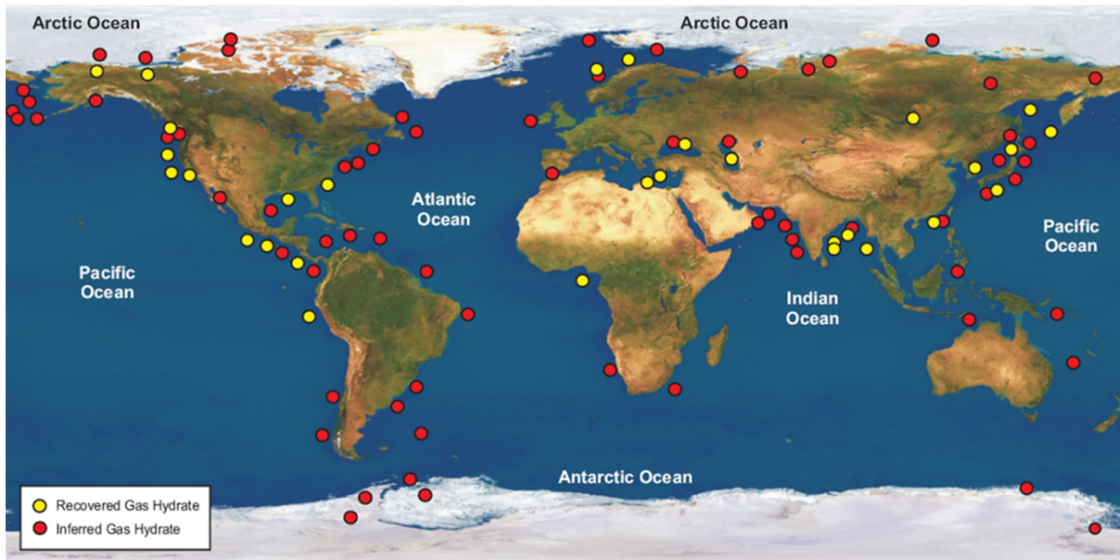 Arctic Ocean
Arctic Ocean
Atlantic
Ocean
Pacific
Ocean
Pacific
Ocean
Indian
Ocean
Antarctic Ocean
Recovered Gas Hydrate
Inferred Gas Hydrate